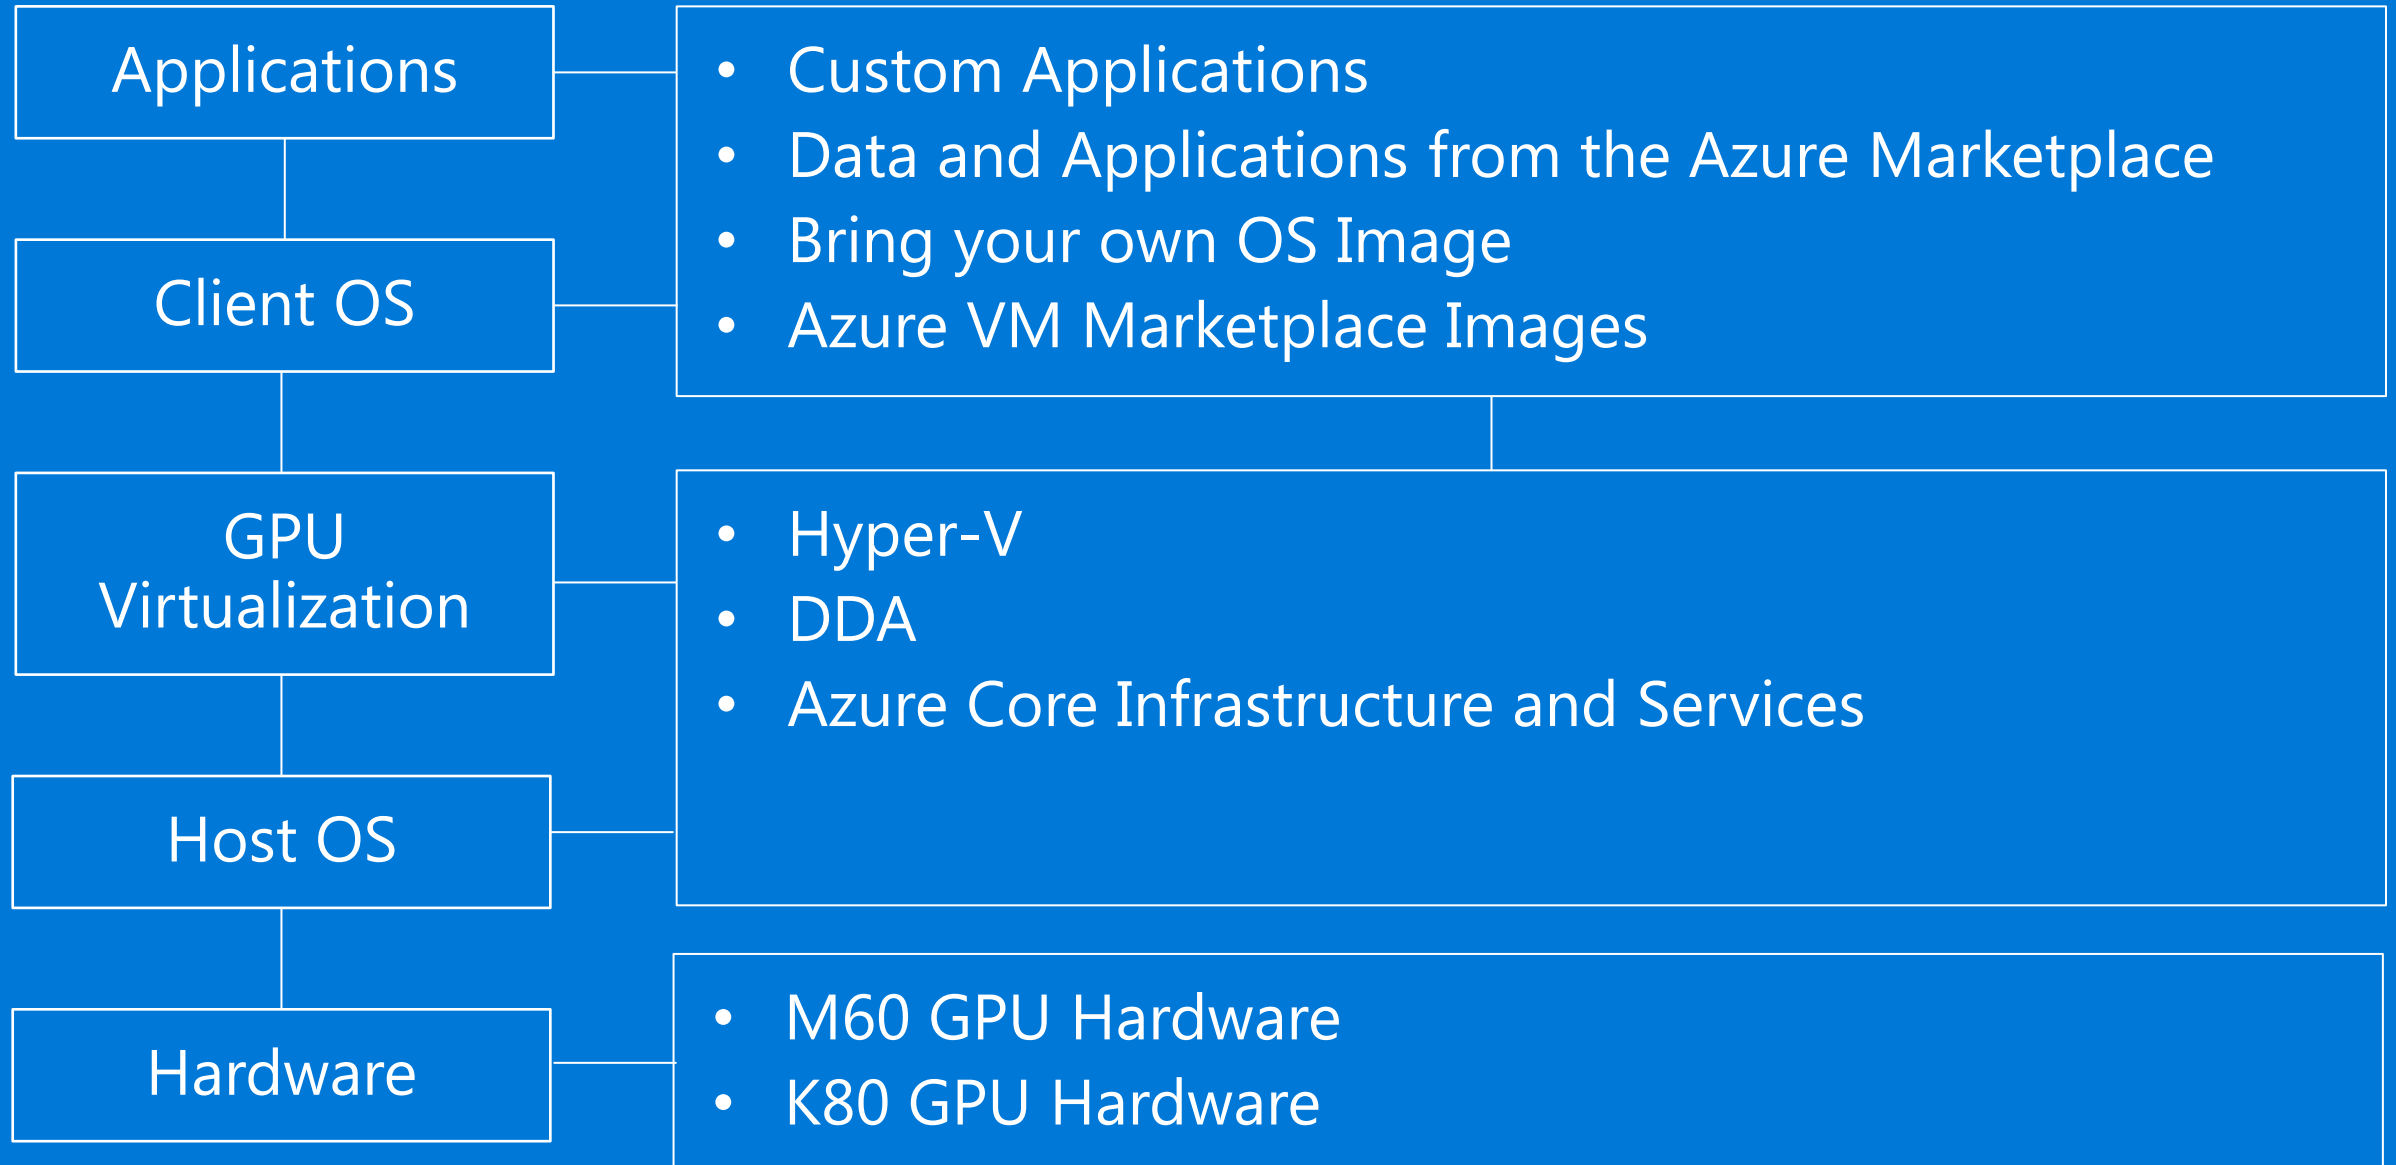 Applications
• Custom Applications
• Data and Applications from the Azure Marketplace
• Bring your own OS Image
• Azure VM Marketplace Images
Client OS
GPU
Virtualization
• Hyper-V
• DDA
• Azure Core Infrastructure and Services
Host OS
Hardware
• M60 GPU Hardware
• K80 GPU Hardware